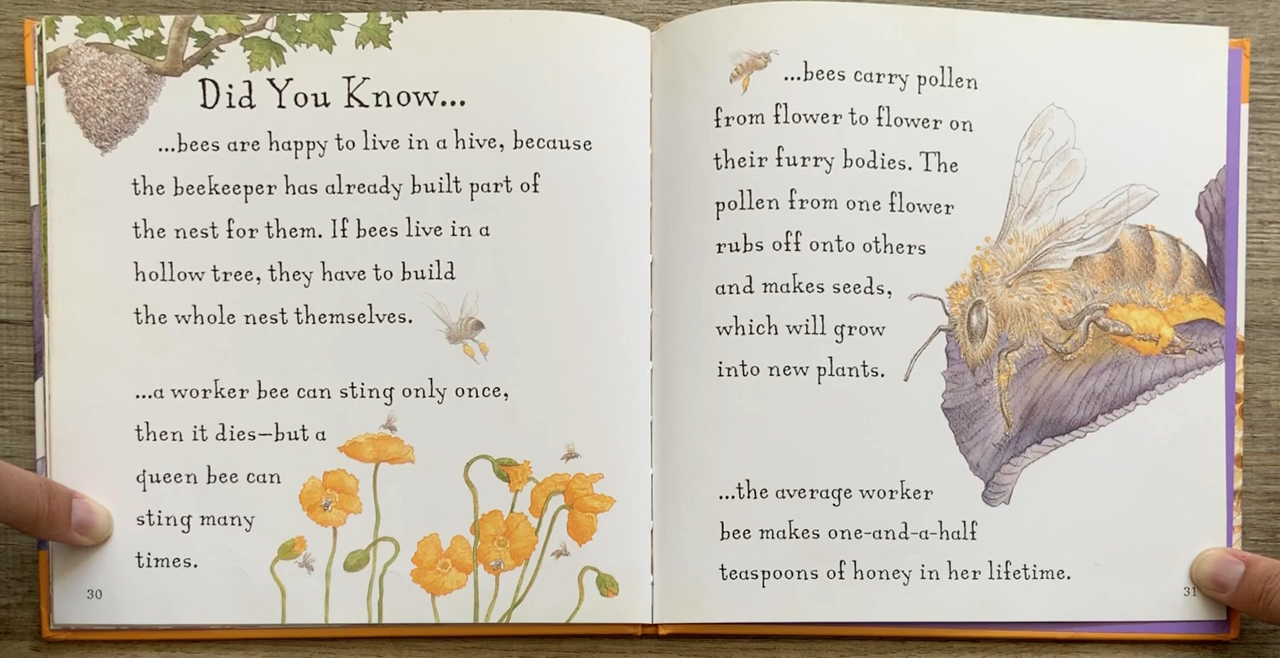 Did You Know...
...bees are happy to live in a hive, because
the beekeeper has already built part of
the nest for them. If bees live in a
hollow tree, they have to build
the whole nest themselves.
...a worker bee can sting only once,
then it dies—but a
queen bee can
sting many
times.
30
...bees carry pollen
from flower to flower on
their furry bodies. The
pollen from one flower
rubs off onto others
and makes seeds,
which will grow
into new plants.
...the average worker
bee makes one-and-a-half
teaspoons of honey in her lifetime.
31